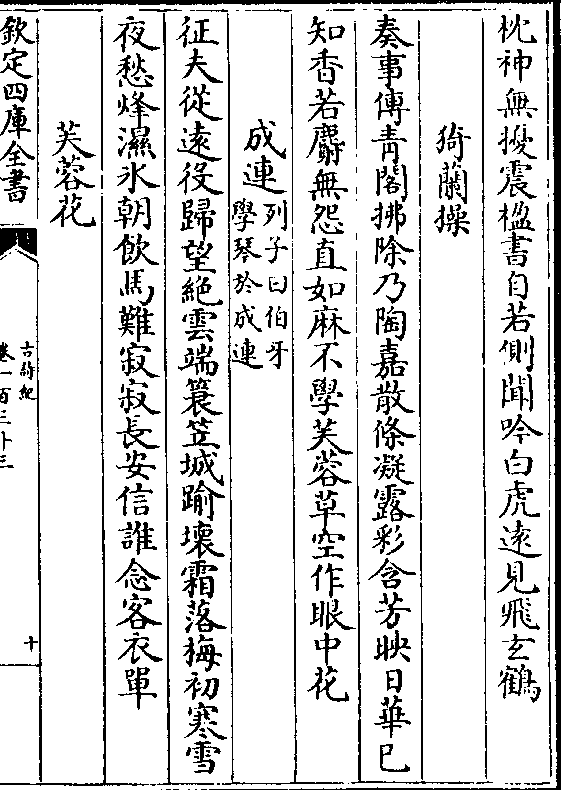 枕神無擾震楹書自若側聞吟白虎遠見飛玄鶴
猗蘭操
奏事傳青閣拂除乃陶嘉散條凝露彩含芳映日華已
知香若麝無怨直如麻不學芙蓉草空作眼中花
成連列子曰伯牙學琴於成連
征夫從遠役歸望絶雲端蓑笠城踰壊霜落梅初寒雪
夜愁烽濕氷朝飲馬難寂寂長安信誰念客衣單
芙蓉花
欽定四庫全書
古詩紀
卷一百三十三
十